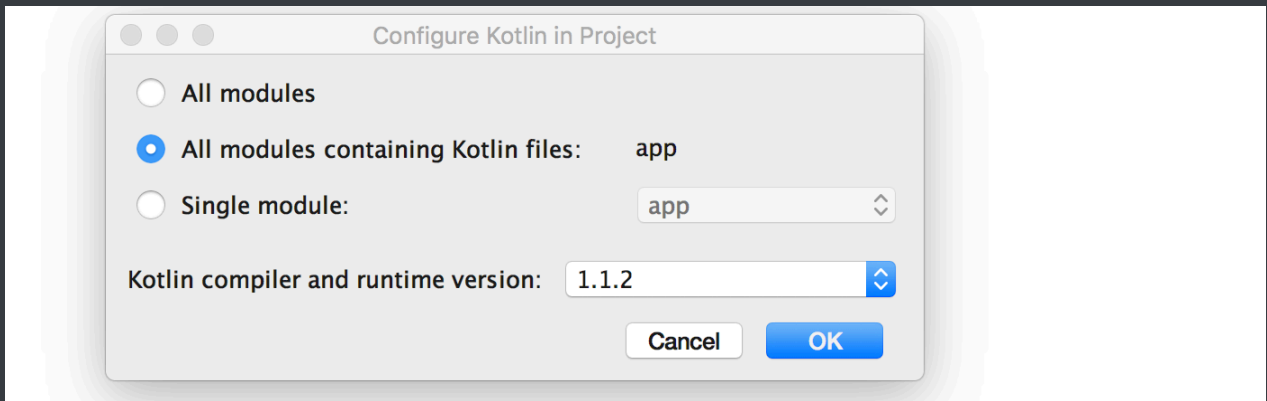 Configure Kotlin in Project
All modules
All modules containing Kotlin files: app
Single module: app
Kotlin compiler and runtime version: 1.1.2
Cancel OK